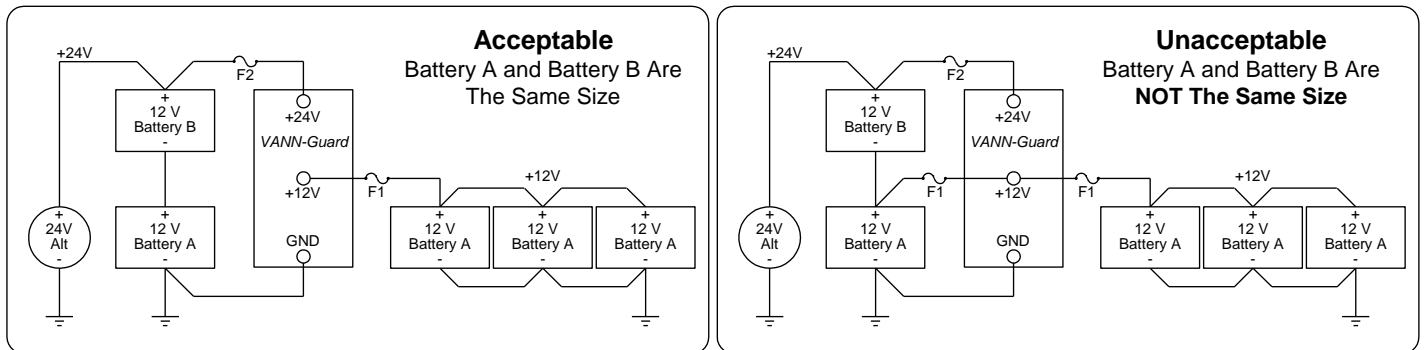 Acceptable
Battery A and Battery B Are
The Same Size
+24V
F2
+
12 V
Battery B
-
+24V
VANN-Guard
+12V
F1
+12V
+
24V
Alt
-
+
12 V
Battery A
-
GND
+
12 V
Battery A
-
+
12 V
Battery A
-
+
12 V
Battery A
-
Unacceptable
Battery A and Battery B Are
NOT The Same Size
+24V
F2
+
12 V
Battery B
-
+24V
VANN-Guard
F1
+12V
F1
+12V
+
24V
Alt
-
+
12 V
Battery A
-
GND
+
12 V
Battery A
-
+
12 V
Battery A
-
+
12 V
Battery A
-